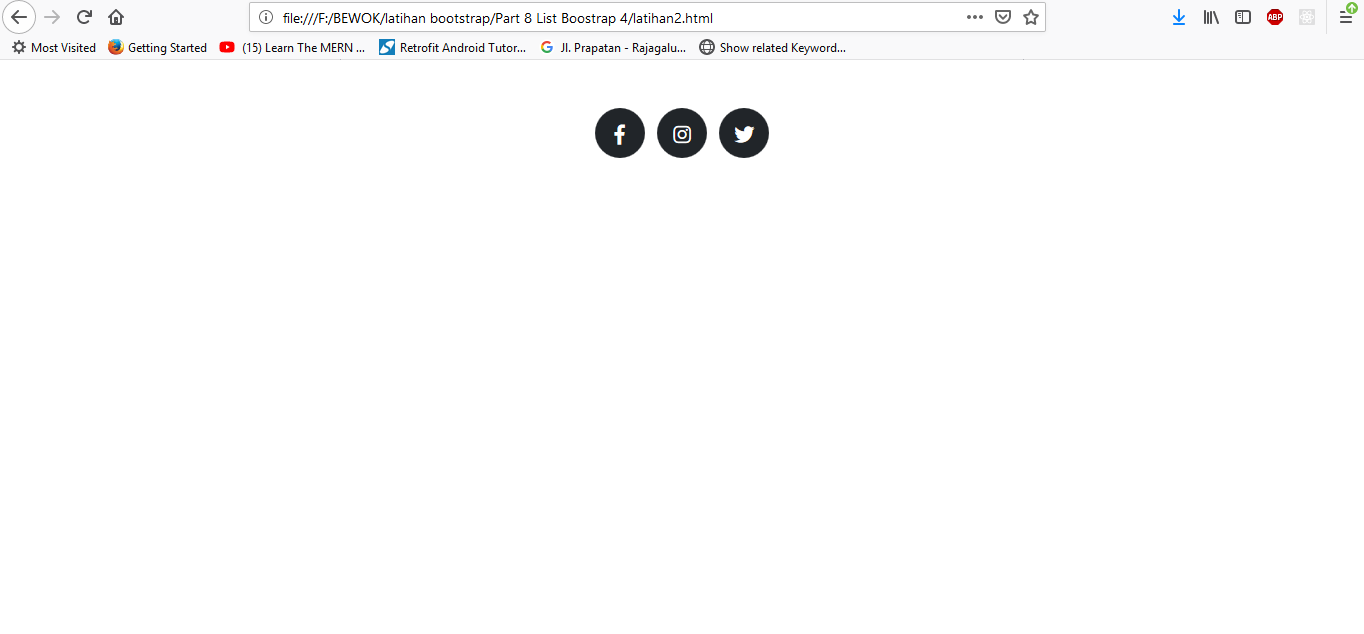 file:///F:/BEWOK/latihan bootstrap/Part 8 List Boostrap 4/latihan2.html
ABP
Most Visited Getting Started (15) Learn The MERN ... Retrofit Android Tutor... Jl. Prapatan - Rajagalu... Show related Keyword...